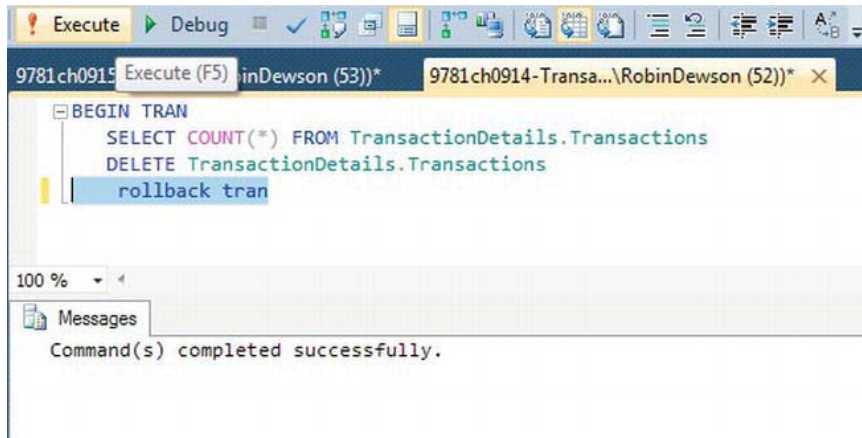 Execute Debug
9781ch0915 inDewson (53))* 9781ch0914-Transa...\RobinDewson (52))*
Execute (F5)
BEGIN TRAN
SELECT COUNT(*) FROM TransactionDetails.Transactions
DELETE TransactionDetails.Transactions
rollback tran
100 %
Messages
Command(s) completed successfully.